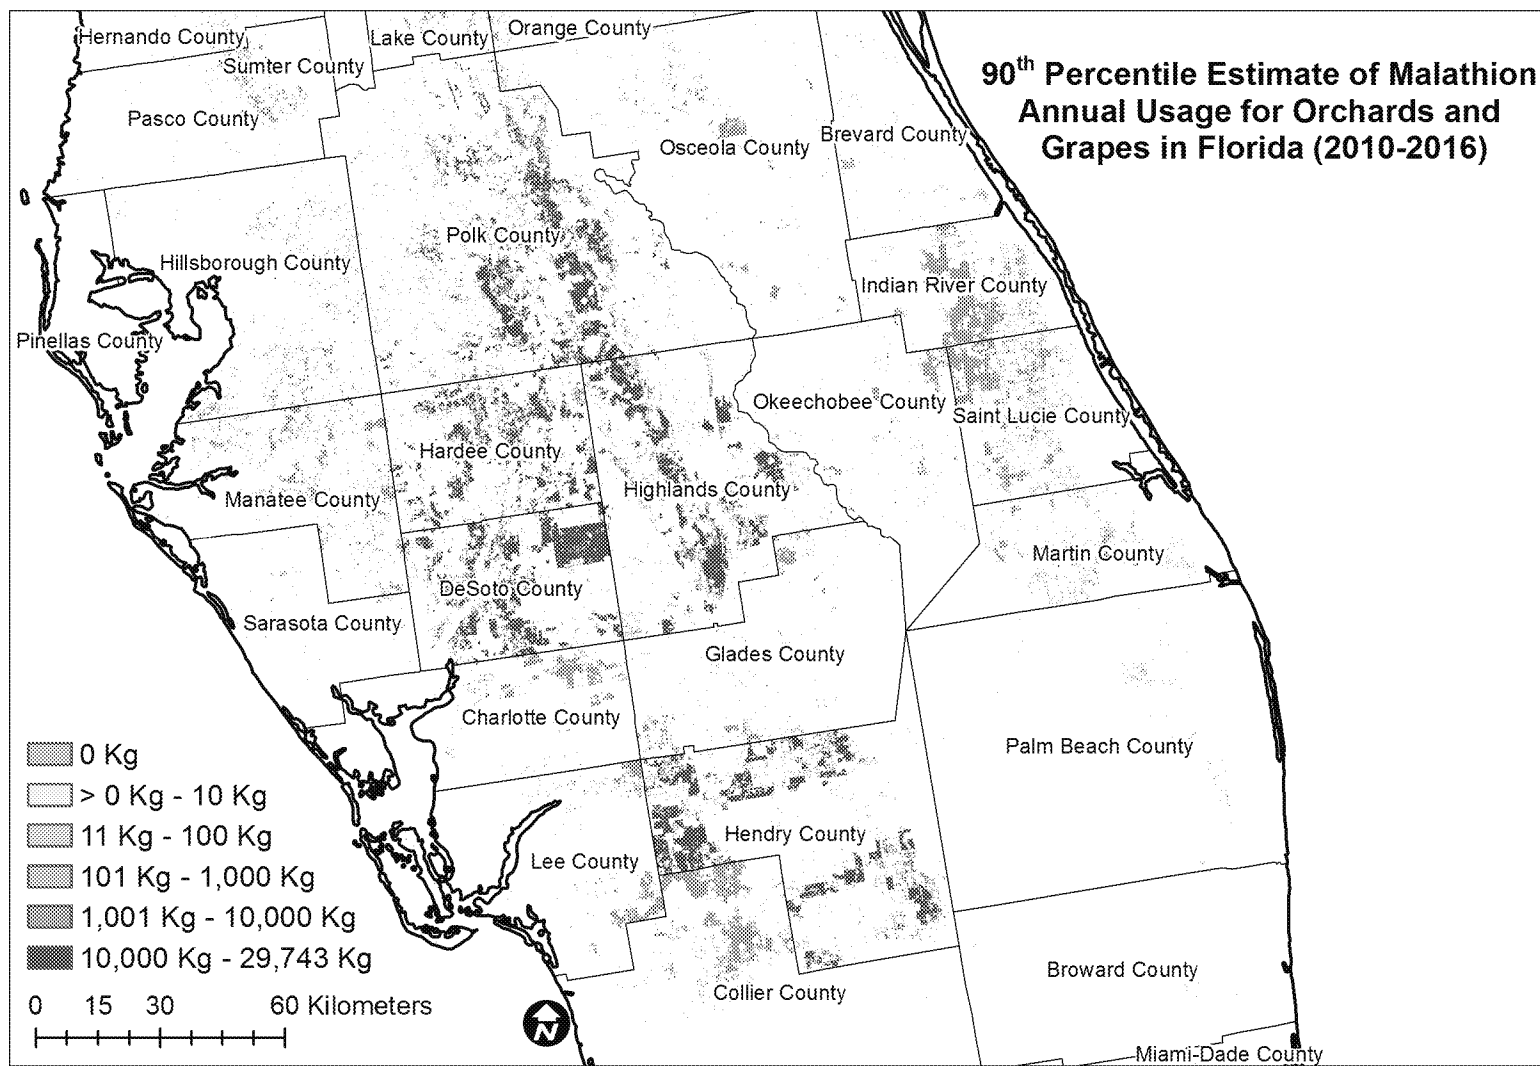 90th Percentile Estimate of Malathion
Annual Usage for Orchards and
Grapes in Florida (2010-2016)
Hernando County
Lake County
Orange County
Sumter County
Pasco County
Osceola County
Brevard County
Polk County
Hillsborough County
Indian River County
Pinellas County
Okeechobee County
Saint Lucie County
Hardee County
Highlands County
Manatee County
Martin County
DeSoto County
Sarasota County
Glades County
Charlotte County
Palm Beach County
Hendry County
Lee County
Broward County
Collier County
Miami-Dade County
0 Kg
> 0 Kg - 10 Kg
11 Kg - 100 Kg
101 Kg - 1,000 Kg
1,001 Kg - 10,000 Kg
10,000 Kg - 29,743 Kg
0 15 30 60 Kilometers
N